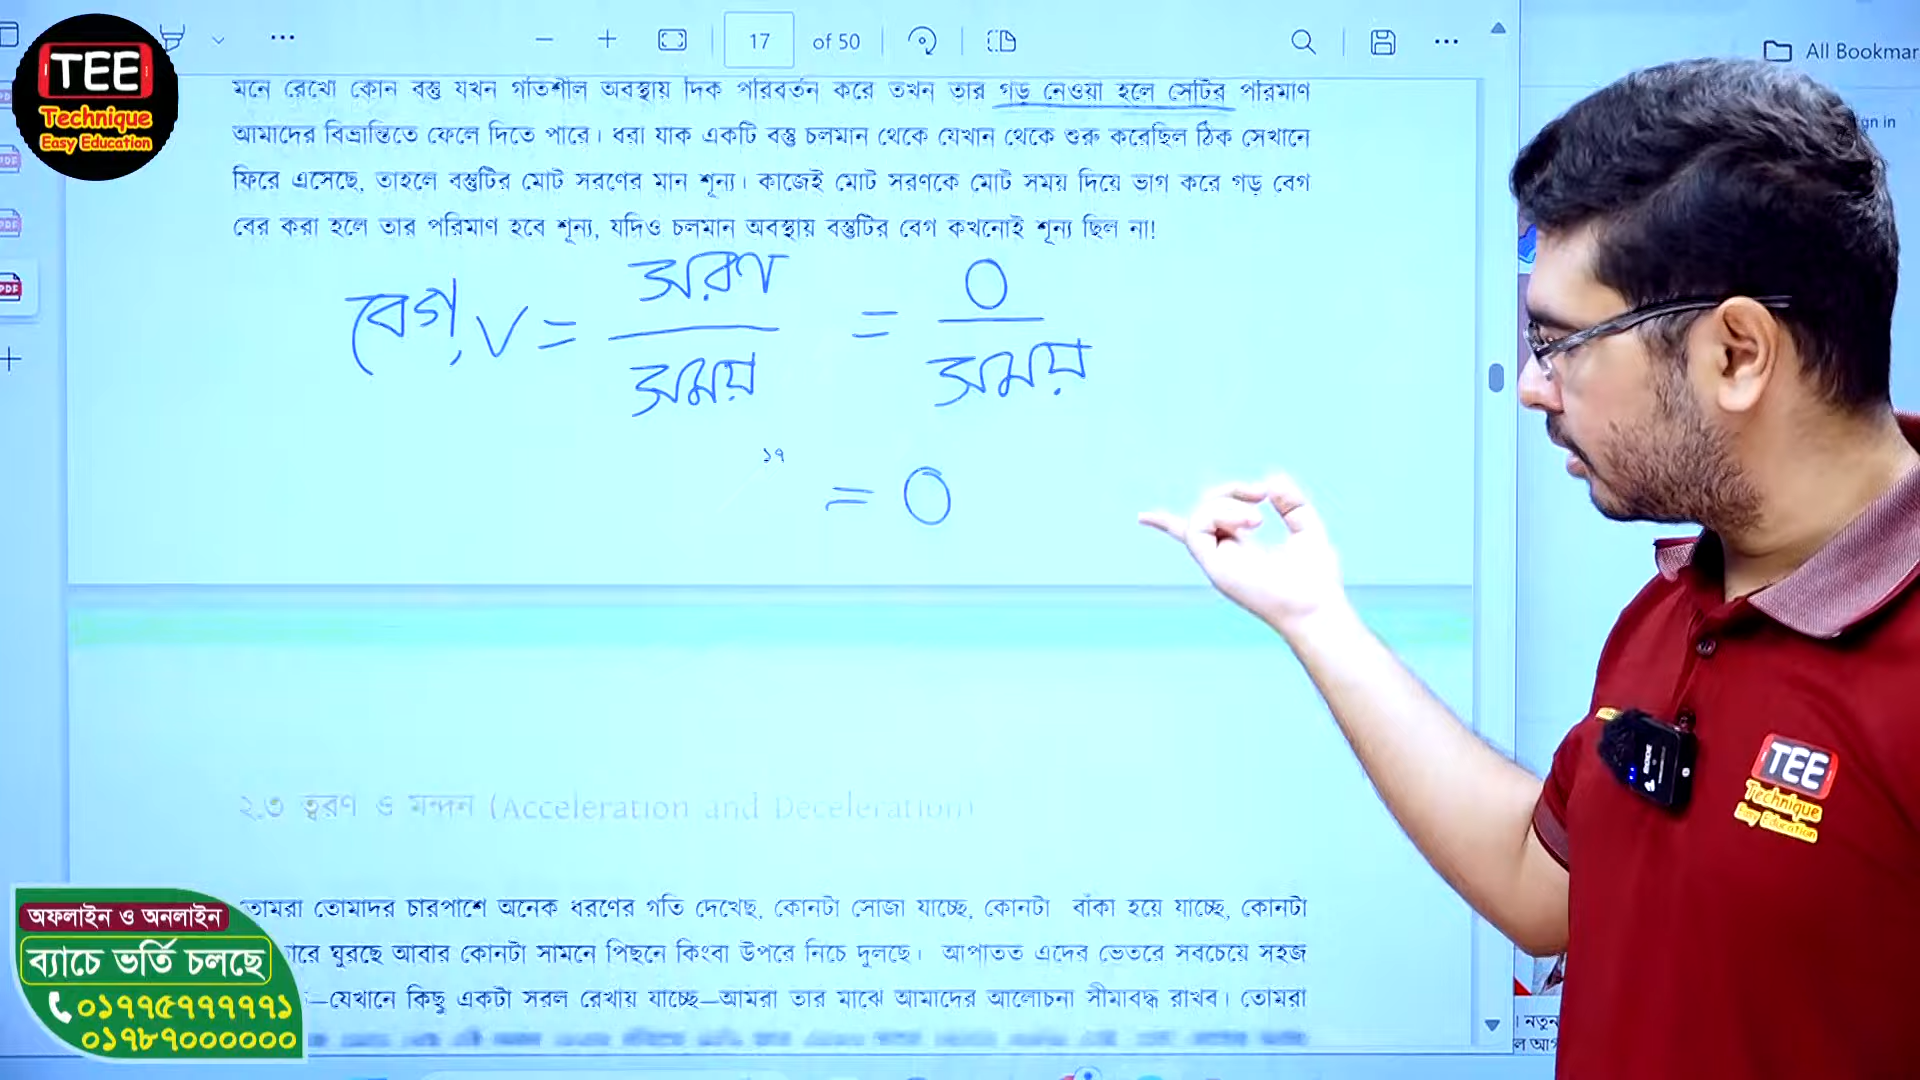 TEE
Technique
Easy Education
17 of 50
All Bookmar
gn in
মনে রেখো কোন বস্তু যখন গতিশীল অবস্থায় দিক পরিবর্তন করে তখন তার গড় নেওয়া হলে সেটির পরিমাণ
আমাদের বিভ্রান্তিতে ফেলে দিতে পারে। ধরা যাক একটি বস্তু চলমান থেকে যেখান থেকে শুরু করেছিল ঠিক সেখানে
ফিরে এসেছে, তাহলে বস্তুটির মোট সরণের মান শূন্য। কাজেই মোট সরণকে মোট সময় দিয়ে ভাগ করে গড় বেগ
বের করা হলে তার পরিমাণ হবে শূন্য, যদিও চলমান অবস্থায় বস্তুটির বেগ কখনোই শূন্য ছিল না!
বেগ, V = সরণ / সময় = 0 / সময়
১৭
= 0
২.৩ ত্বরণ ও মন্দন (Acceleration and Deceleration)
তোমরা তোমাদের চারপাশে অনেক ধরণের গতি দেখেছ, কোনটা সোজা যাচ্ছে, কোনটা বাঁকা হয়ে যাচ্ছে, কোনটা
ারে ঘুরছে আবার কোনটা সামনে পিছনে কিংবা উপরে নিচে দুলছে। আপাতত এদের ভেতরে সবচেয়ে সহজ
–যেখানে কিছু একটা সরল রেখায় যাচ্ছে–আমরা তার মাঝে আমাদের আলোচনা সীমাবদ্ধ রাখব। তোমরা
অফলাইন ও অনলাইন
ব্যাচে ভর্তি চলছে
০১৭৭৫৭৭৭৭৭১
০১৭৮৭০০০০০০
TEE
Technique
Easy Education
। নতুন
ল আগ